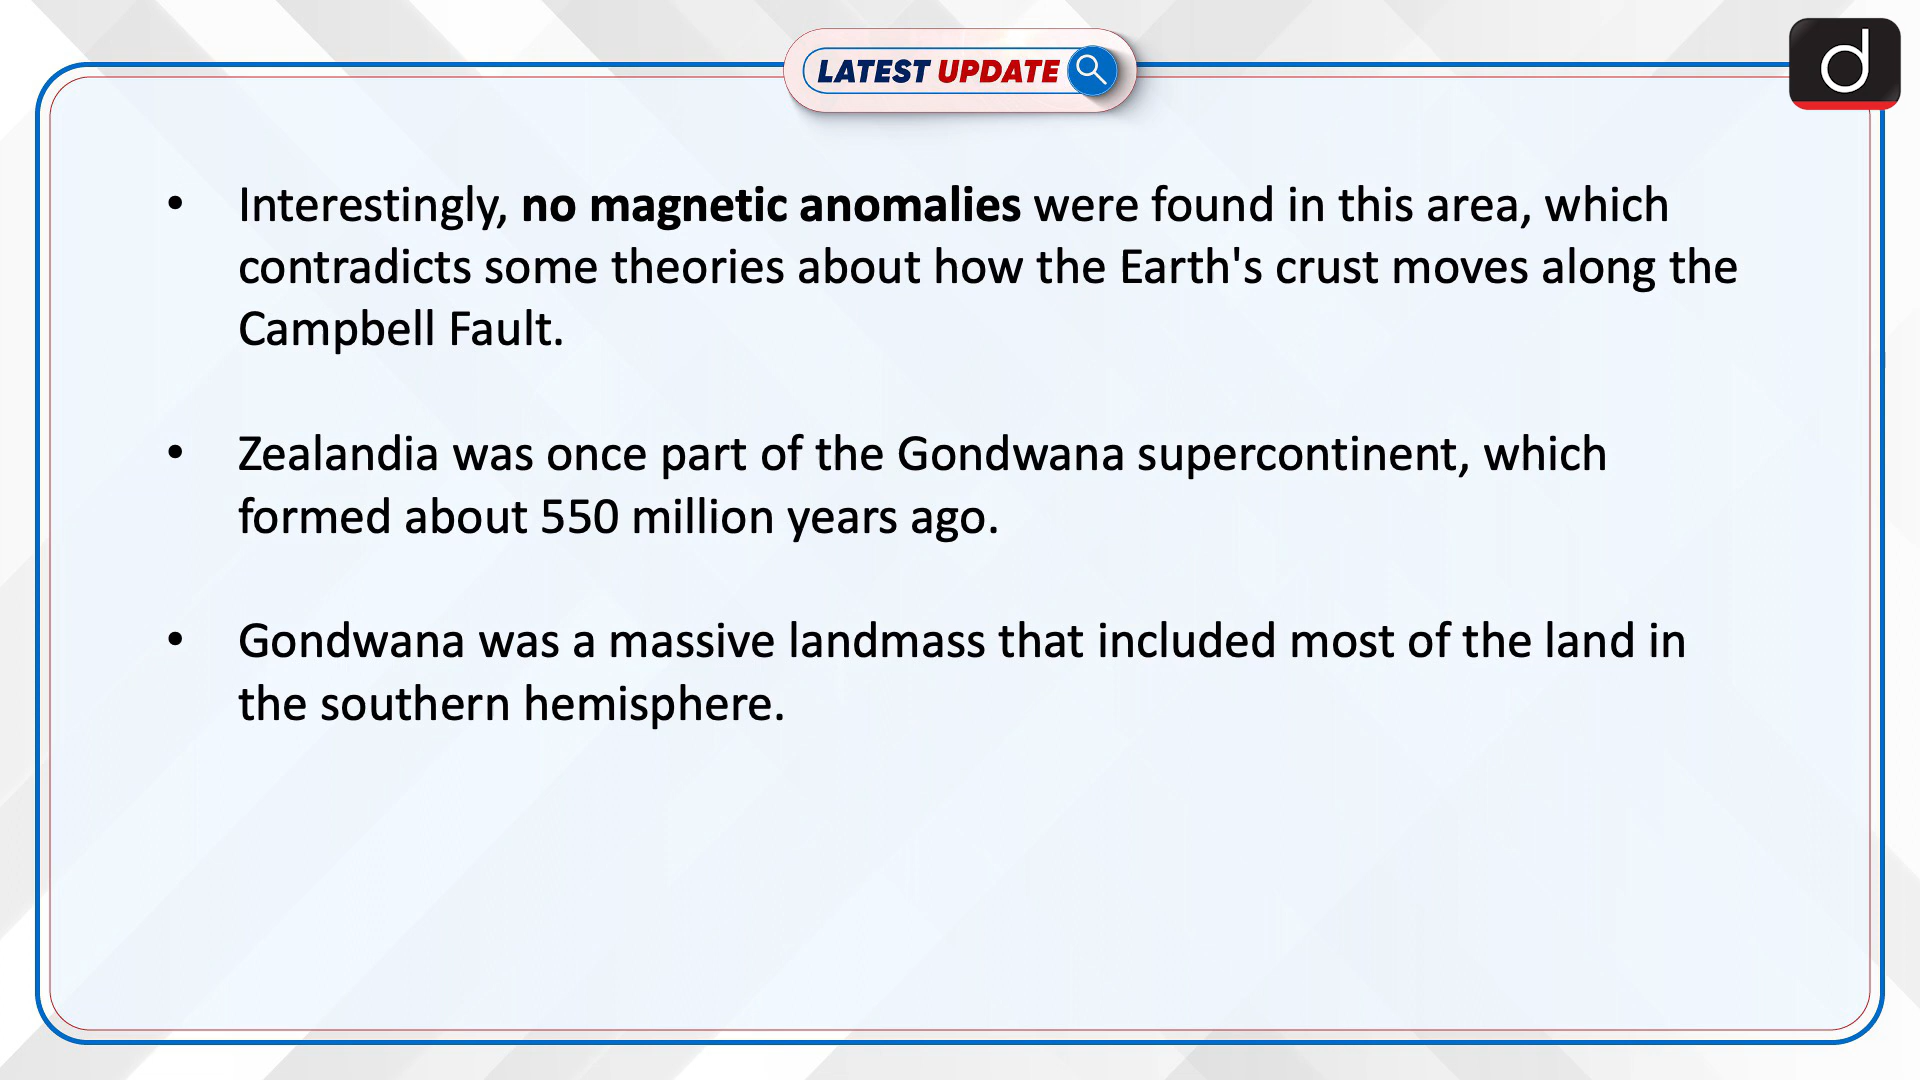 LATEST UPDATE
d
• Interestingly, no magnetic anomalies were found in this area, which
contradicts some theories about how the Earth's crust moves along the
Campbell Fault.
• Zealandia was once part of the Gondwana supercontinent, which
formed about 550 million years ago.
• Gondwana was a massive landmass that included most of the land in
the southern hemisphere.